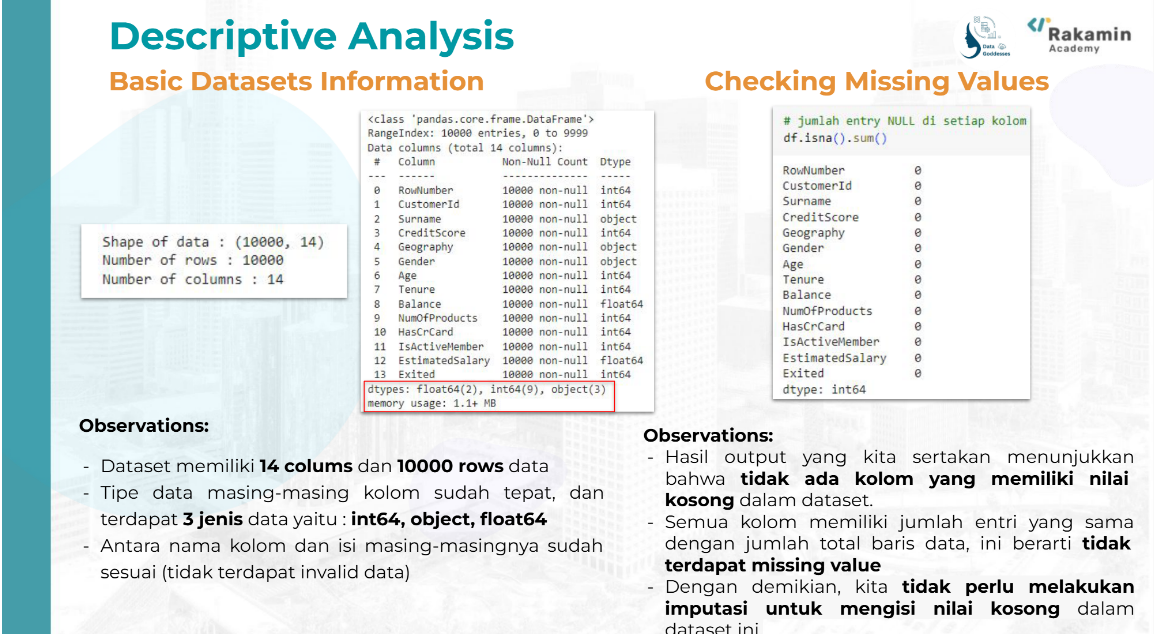 Descriptive Analysis
Data
Goddesses
</> Rakamin
Academy
Basic Datasets Information
Shape of data : (10000, 14)
Number of rows : 10000
Number of columns : 14
<class 'pandas.core.frame.DataFrame'>
RangeIndex: 10000 entries, 0 to 9999
Data columns (total 14 columns):
# Column Non-Null Count Dtype
--- ------ -------------- -----
0 RowNumber 10000 non-null int64
1 CustomerId 10000 non-null int64
2 Surname 10000 non-null object
3 CreditScore 10000 non-null int64
4 Geography 10000 non-null object
5 Gender 10000 non-null object
6 Age 10000 non-null int64
7 Tenure 10000 non-null int64
8 Balance 10000 non-null float64
9 NumOfProducts 10000 non-null int64
10 HasCrCard 10000 non-null int64
11 IsActiveMember 10000 non-null int64
12 EstimatedSalary 10000 non-null float64
13 Exited 10000 non-null int64
dtypes: float64(2), int64(9), object(3)
memory usage: 1.1+ MB
Observations:
- Dataset memiliki 14 colums dan 10000 rows data
- Tipe data masing-masing kolom sudah tepat, dan
terdapat 3 jenis data yaitu : int64, object, float64
- Antara nama kolom dan isi masing-masingnya sudah
sesuai (tidak terdapat invalid data)
Checking Missing Values
# jumlah entry NULL di setiap kolom
df.isna().sum()
RowNumber 0
CustomerId 0
Surname 0
CreditScore 0
Geography 0
Gender 0
Age 0
Tenure 0
Balance 0
NumOfProducts 0
HasCrCard 0
IsActiveMember 0
EstimatedSalary 0
Exited 0
dtype: int64
Observations:
- Hasil output yang kita sertakan menunjukkan
bahwa tidak ada kolom yang memiliki nilai
kosong dalam dataset.
- Semua kolom memiliki jumlah entri yang sama
dengan jumlah total baris data, ini berarti tidak
terdapat missing value
- Dengan demikian, kita tidak perlu melakukan
imputasi untuk mengisi nilai kosong dalam
dataset ini